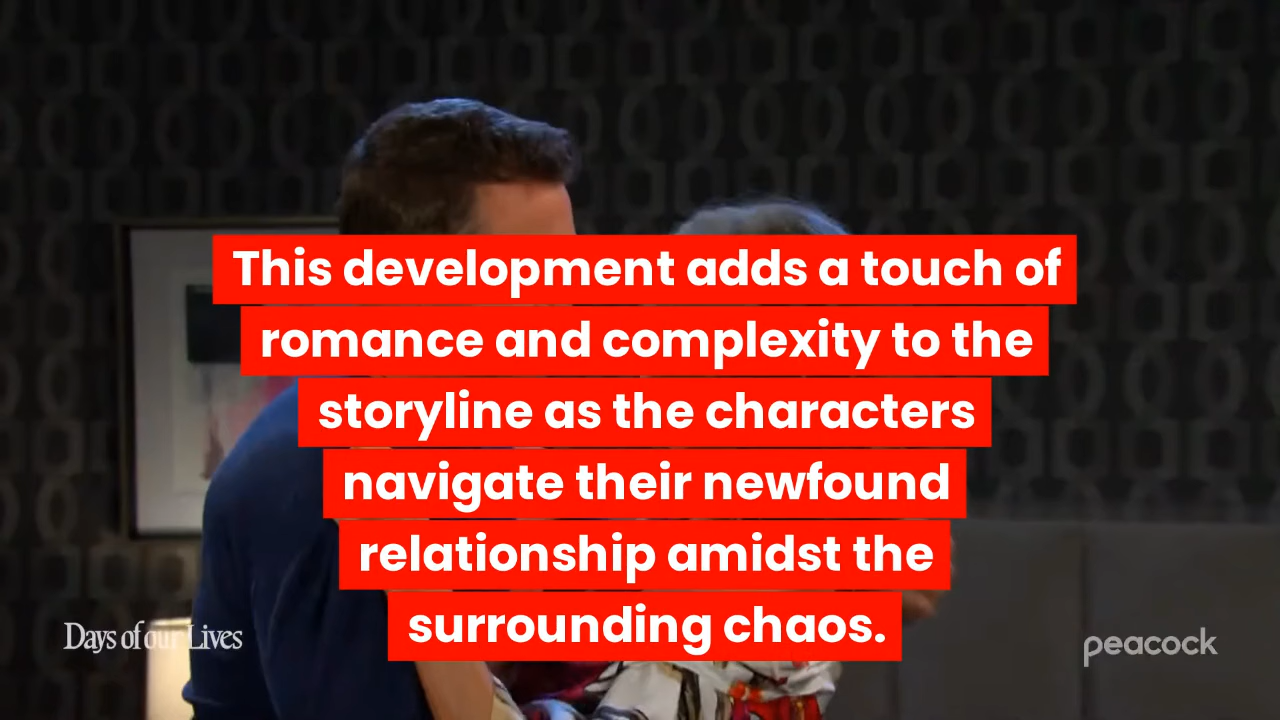 This development adds a touch of
romance and complexity to the
storyline as the characters
navigate their newfound
relationship amidst the
surrounding chaos.
Days of our Lives
peacock